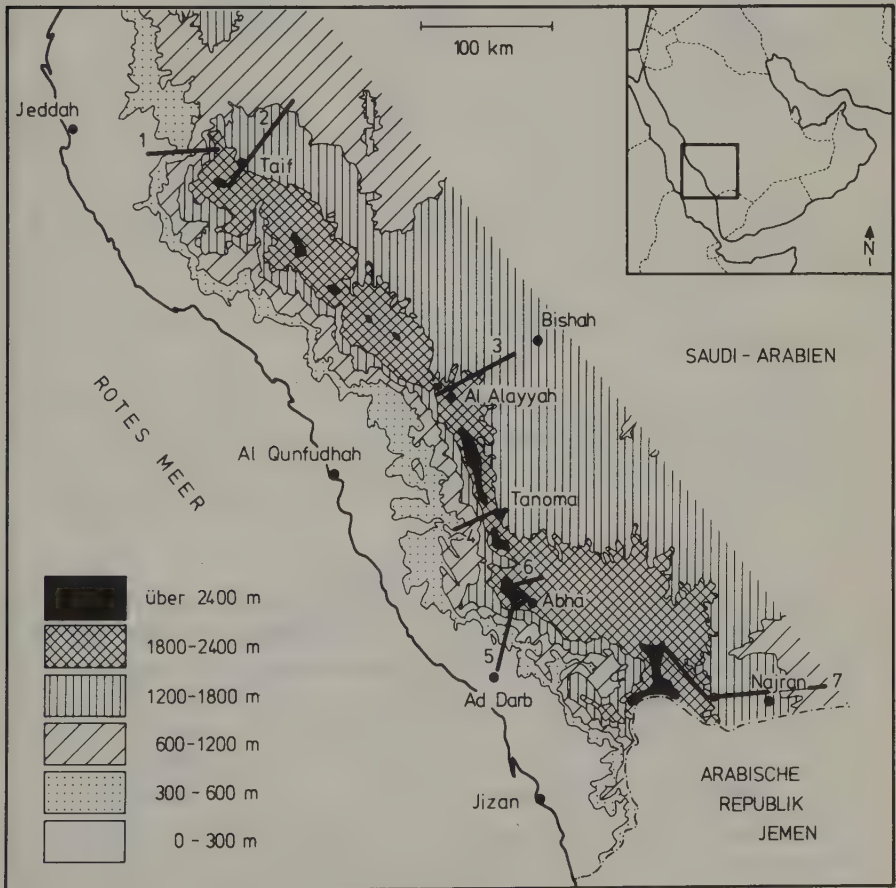 100 km
Jeddah
1
2
Taif
N
3
Bishah
SAUDI - ARABIEN
Al Alayyah
ROTES MEER
Al Qunfudhah
Tanoma
4
6
Abha
5
Ad Darb
Najran
7
Jizan
ARABISCHE
REPUBLIK
JEMEN
über 2400 m
1800-2400 m
1200-1800 m
600-1200 m
300-600 m
0-300 m